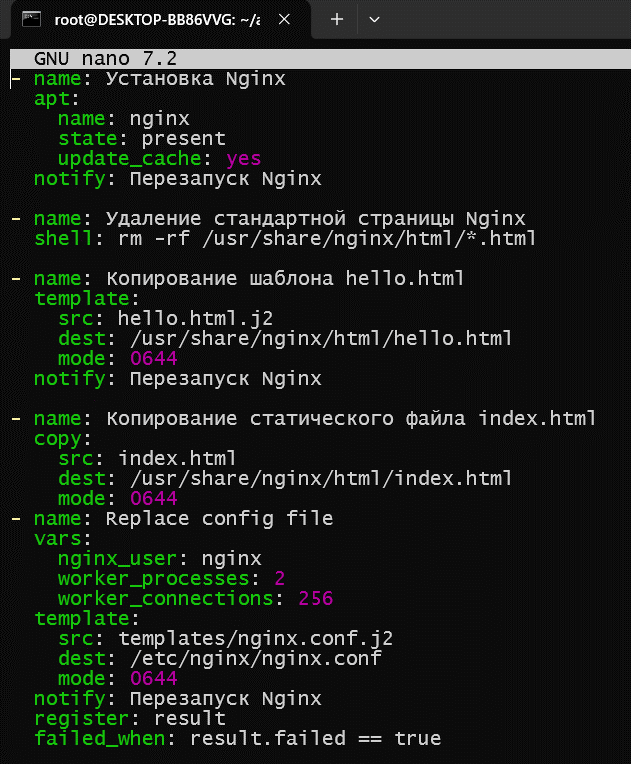 root@DESKTOP-BB86VVG: ~/a
GNU nano 7.2
- name: Установка Nginx
  apt:
    name: nginx
    state: present
    update_cache: yes
  notify: Перезапуск Nginx
- name: Удаление стандартной страницы Nginx
  shell: rm -rf /usr/share/nginx/html/*.html
- name: Копирование шаблона hello.html
  template:
    src: hello.html.j2
    dest: /usr/share/nginx/html/hello.html
    mode: 0644
  notify: Перезапуск Nginx
- name: Копирование статического файла index.html
  copy:
    src: index.html
    dest: /usr/share/nginx/html/index.html
    mode: 0644
- name: Replace config file
  vars:
    nginx_user: nginx
    worker_processes: 2
    worker_connections: 256
  template:
    src: templates/nginx.conf.j2
    dest: /etc/nginx/nginx.conf
    mode: 0644
  notify: Перезапуск Nginx
  register: result
  failed_when: result.failed == true